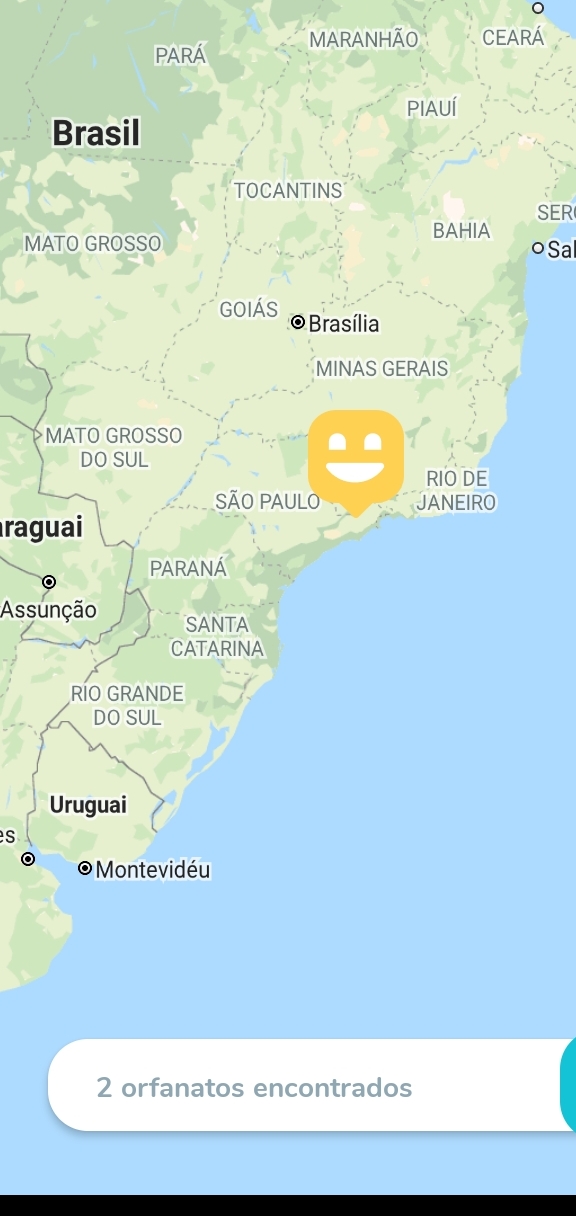 MARANHÃO
CEARÁ
PARÁ
PIAUÍ
Brasil
TOCANTINS
SERG
BAHIA
MATO GROSSO
Sal
GOIÁS
Brasília
MINAS GERAIS
MATO GROSSO
DO SUL
RIO DE
JANEIRO
SÃO PAULO
araguai
PARANÁ
Assunção
SANTA
CATARINA
RIO GRANDE
DO SUL
Uruguai
es
Montevidéu
2 orfanatos encontrados